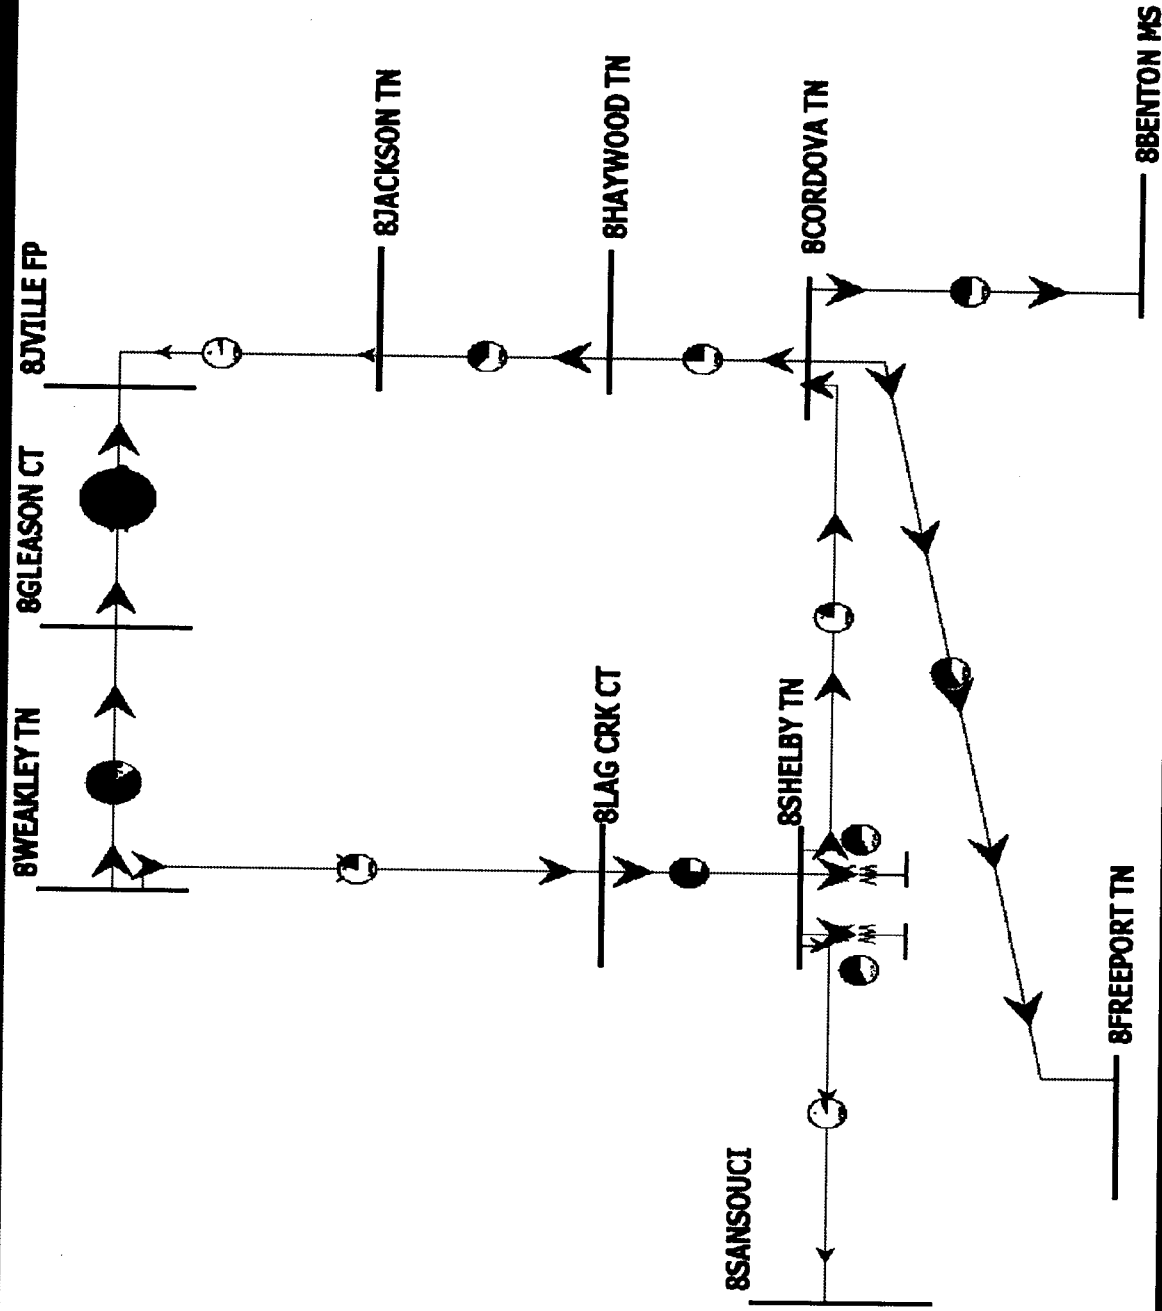 8WEAKLEY TN
8GLEASON CT
8JVILLE FP
8JACKSON TN
8LAG CRK CT
8HAYWOOD TN
8SANSOUCI
8SHELBY TN
8CORDOVA TN
8FREEPORT TN
8BENTON MS